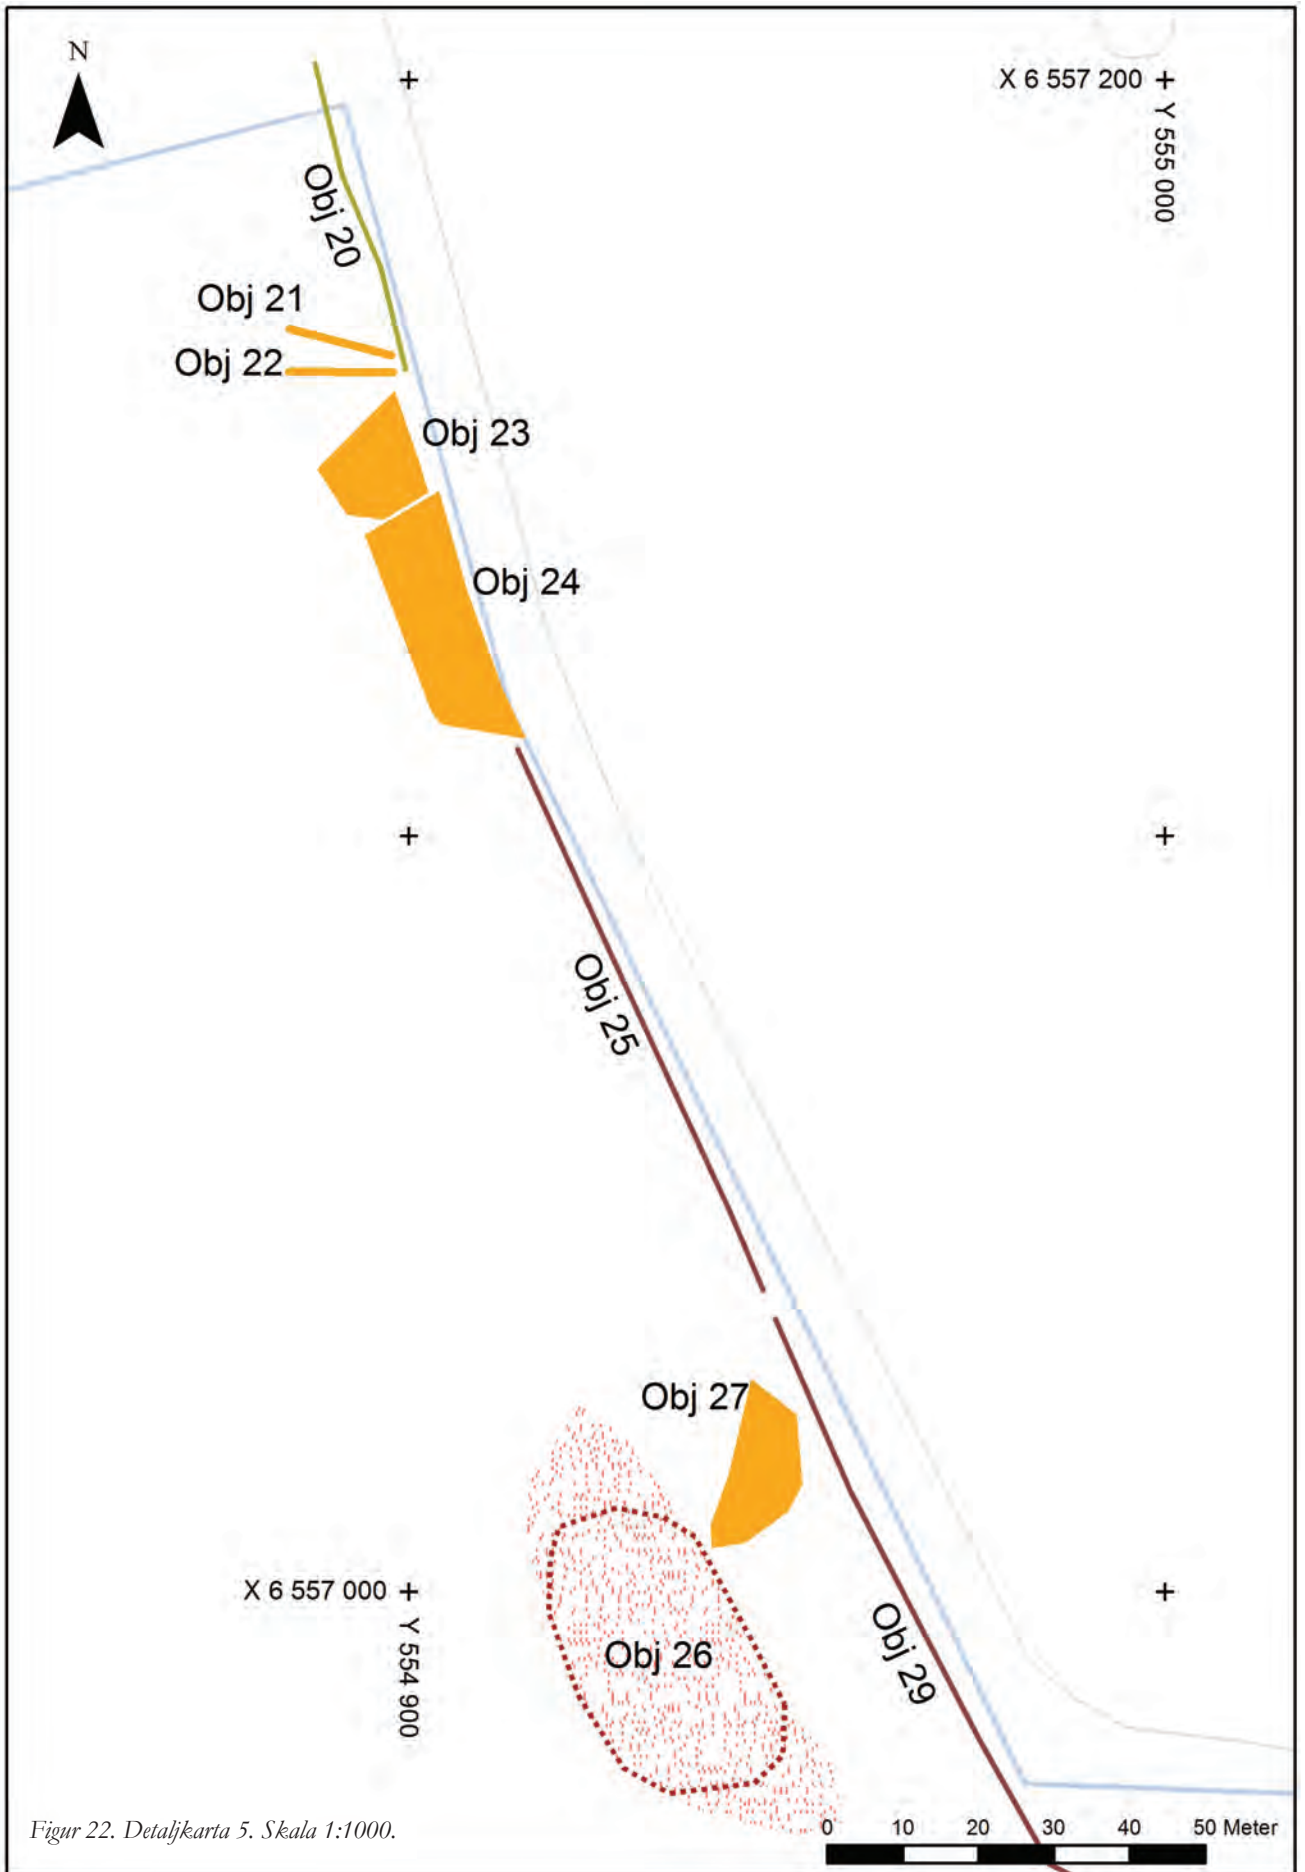 N
X 6 557 200
Y 555 000
Obj 20
Obj 21
Obj 22
Obj 23
Obj 24
Obj 25
Obj 27
X 6 557 000
Y 554 900
Obj 26
Obj 29
Figur 22. Detaljkarta 5. Skala 1:1000.
0 10 20 30 40 50 Meter